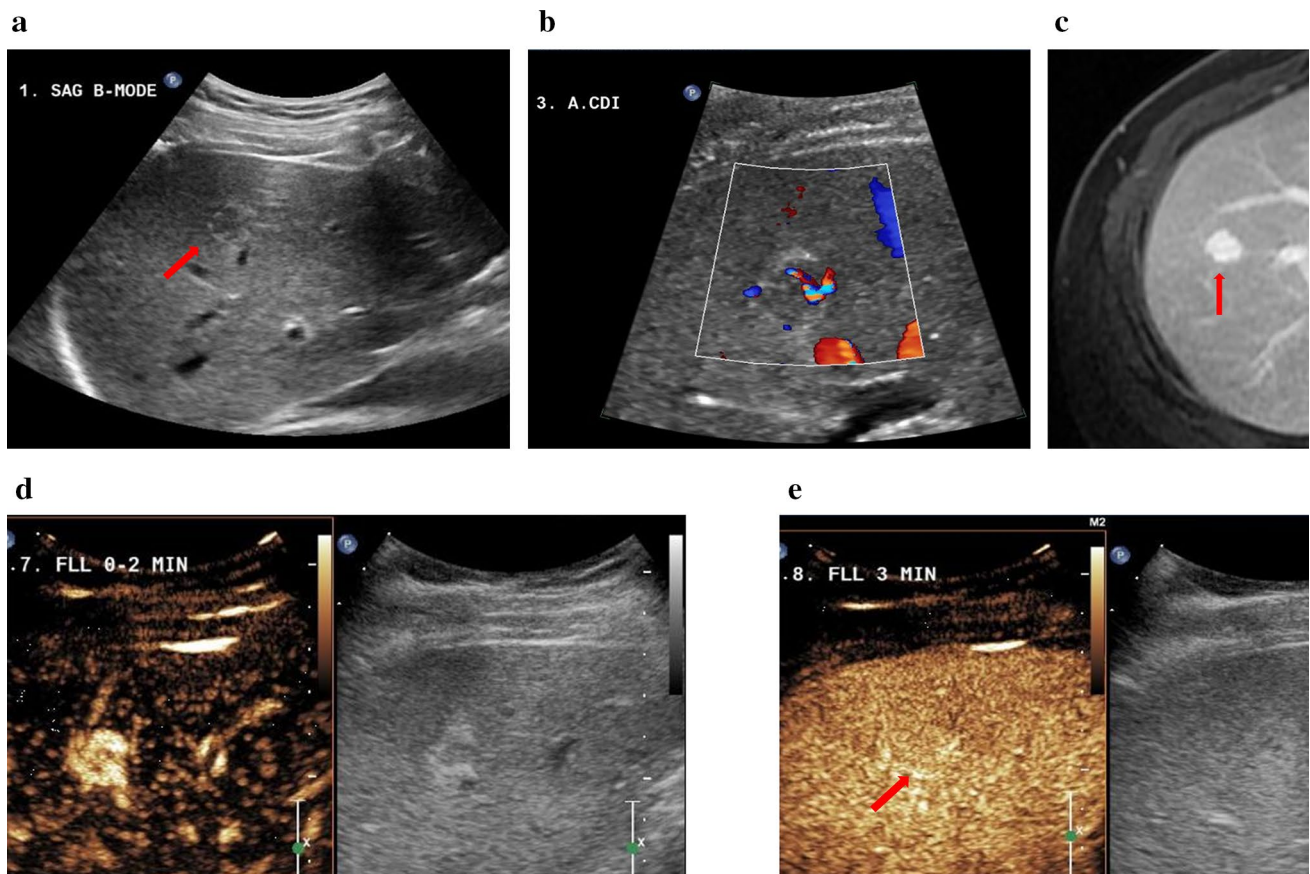 a
b
c
1. SAG B-MODE
P
3. A.CDI
P
d
e
.7. FLL 0-2 MIN
P
X
X
M2
.8. FLL 3 MIN
P
X